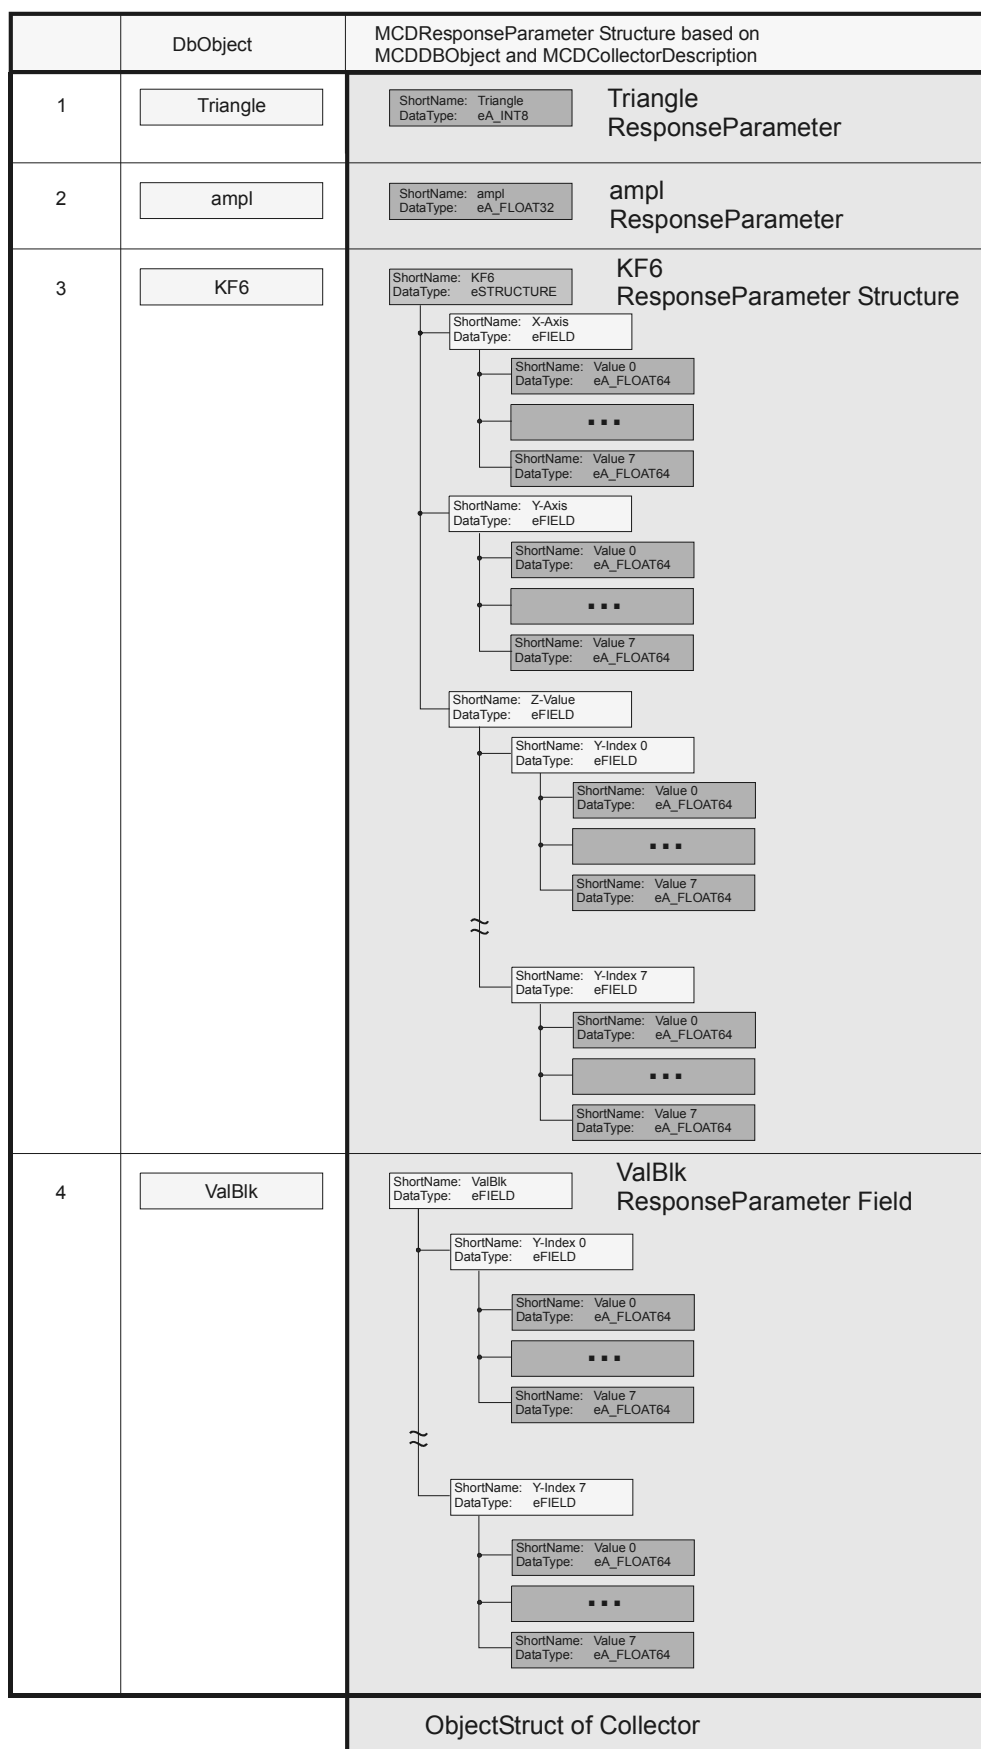 DbObject
MCDResponseParameter Structure based on
MCDDBObject and MCDCollectorDescription
1
Triangle
ShortName: Triangle
DataType: eA_INT8
Triangle
ResponseParameter
2
ampl
ShortName: ampl
DataType: eA_FLOAT32
ampl
ResponseParameter
3
KF6
ShortName: KF6
DataType: eSTRUCTURE
KF6
ResponseParameter Structure
ShortName: X-Axis
DataType: eFIELD
ShortName: Value 0
DataType: eA_FLOAT64
...
ShortName: Value 7
DataType: eA_FLOAT64
ShortName: Y-Axis
DataType: eFIELD
ShortName: Value 0
DataType: eA_FLOAT64
...
ShortName: Value 7
DataType: eA_FLOAT64
ShortName: Z-Value
DataType: eFIELD
ShortName: Y-Index 0
DataType: eFIELD
ShortName: Value 0
DataType: eA_FLOAT64
...
ShortName: Value 7
DataType: eA_FLOAT64
ShortName: Y-Index 7
DataType: eFIELD
ShortName: Value 0
DataType: eA_FLOAT64
...
ShortName: Value 7
DataType: eA_FLOAT64
4
ValBlk
ShortName: ValBlk
DataType: eFIELD
ValBlk
ResponseParameter Field
ShortName: Y-Index 0
DataType: eFIELD
ShortName: Value 0
DataType: eA_FLOAT64
...
ShortName: Value 7
DataType: eA_FLOAT64
ShortName: Y-Index 7
DataType: eFIELD
ShortName: Value 0
DataType: eA_FLOAT64
...
ShortName: Value 7
DataType: eA_FLOAT64
ObjectStruct of Collector